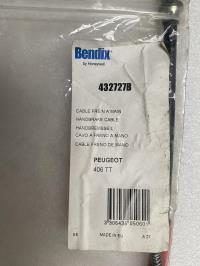 Bendix
by Honeywell
432727B
CABLE FREIN A MAIN
HANDBRAKE CABLE
HANDBREMSSEIL
CAVO A FRENO A MANO
CABLE FRENO DE MANO
PEUGEOT
406 TT
MADE IN EU